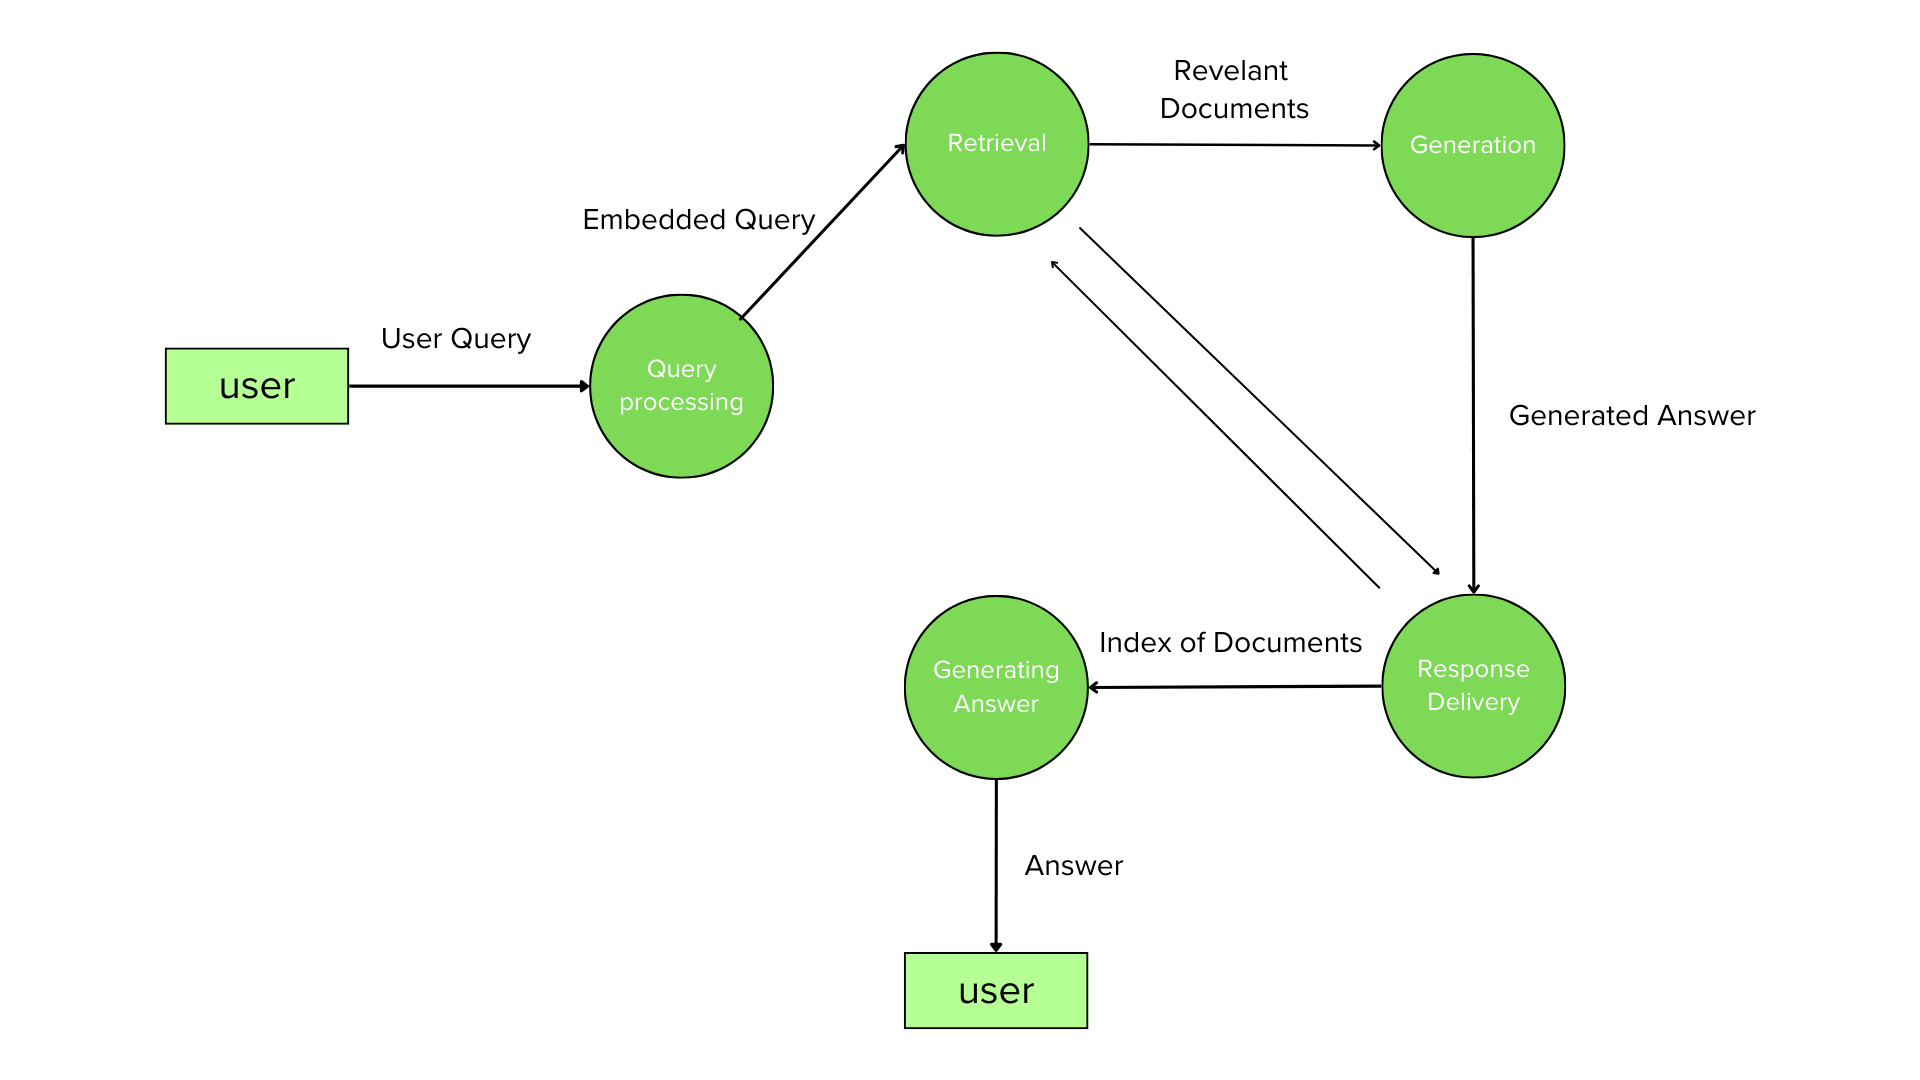 Revelant
Documents
Retrieval
Generation
Embedded Query
User Query
user
Query
processing
Generated Answer
Index of Documents
Generating
Answer
Response
Delivery
Answer
user